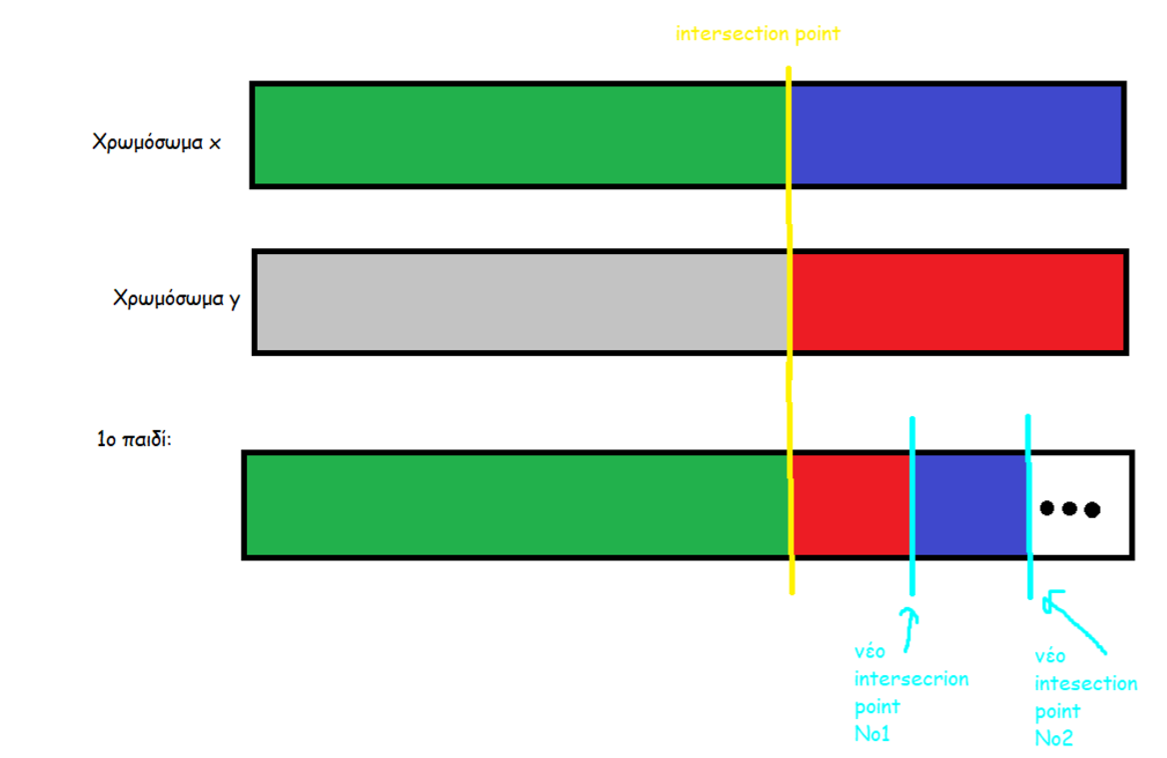 intersection point
Χρωμόσωμα x
Χρωμόσωμα y
1ο παιδί:
νέο
intersecrion
point
No1
νέο
intesection
point
No2